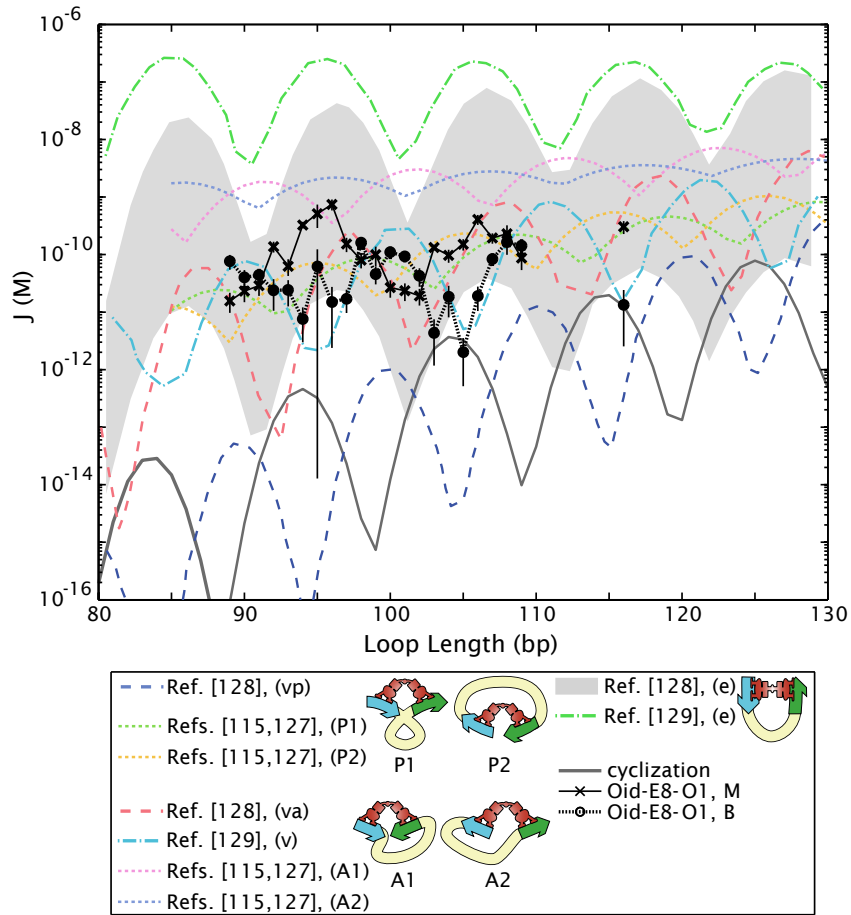 10-6
10-8
10-10
10-12
10-14
10-16
J (M)
80 90 100 110 120 130
Loop Length (bp)
Ref. [128], (vp)
Refs. [115,127], (P1)
Refs. [115,127], (P2)
Ref. [128], (va)
Ref. [129], (v)
Refs. [115,127], (A1)
Refs. [115,127], (A2)
P1
P2
A1
A2
Ref. [128], (e)
Ref. [129], (e)
cyclization
Oid-E8-O1, M
Oid-E8-O1, B